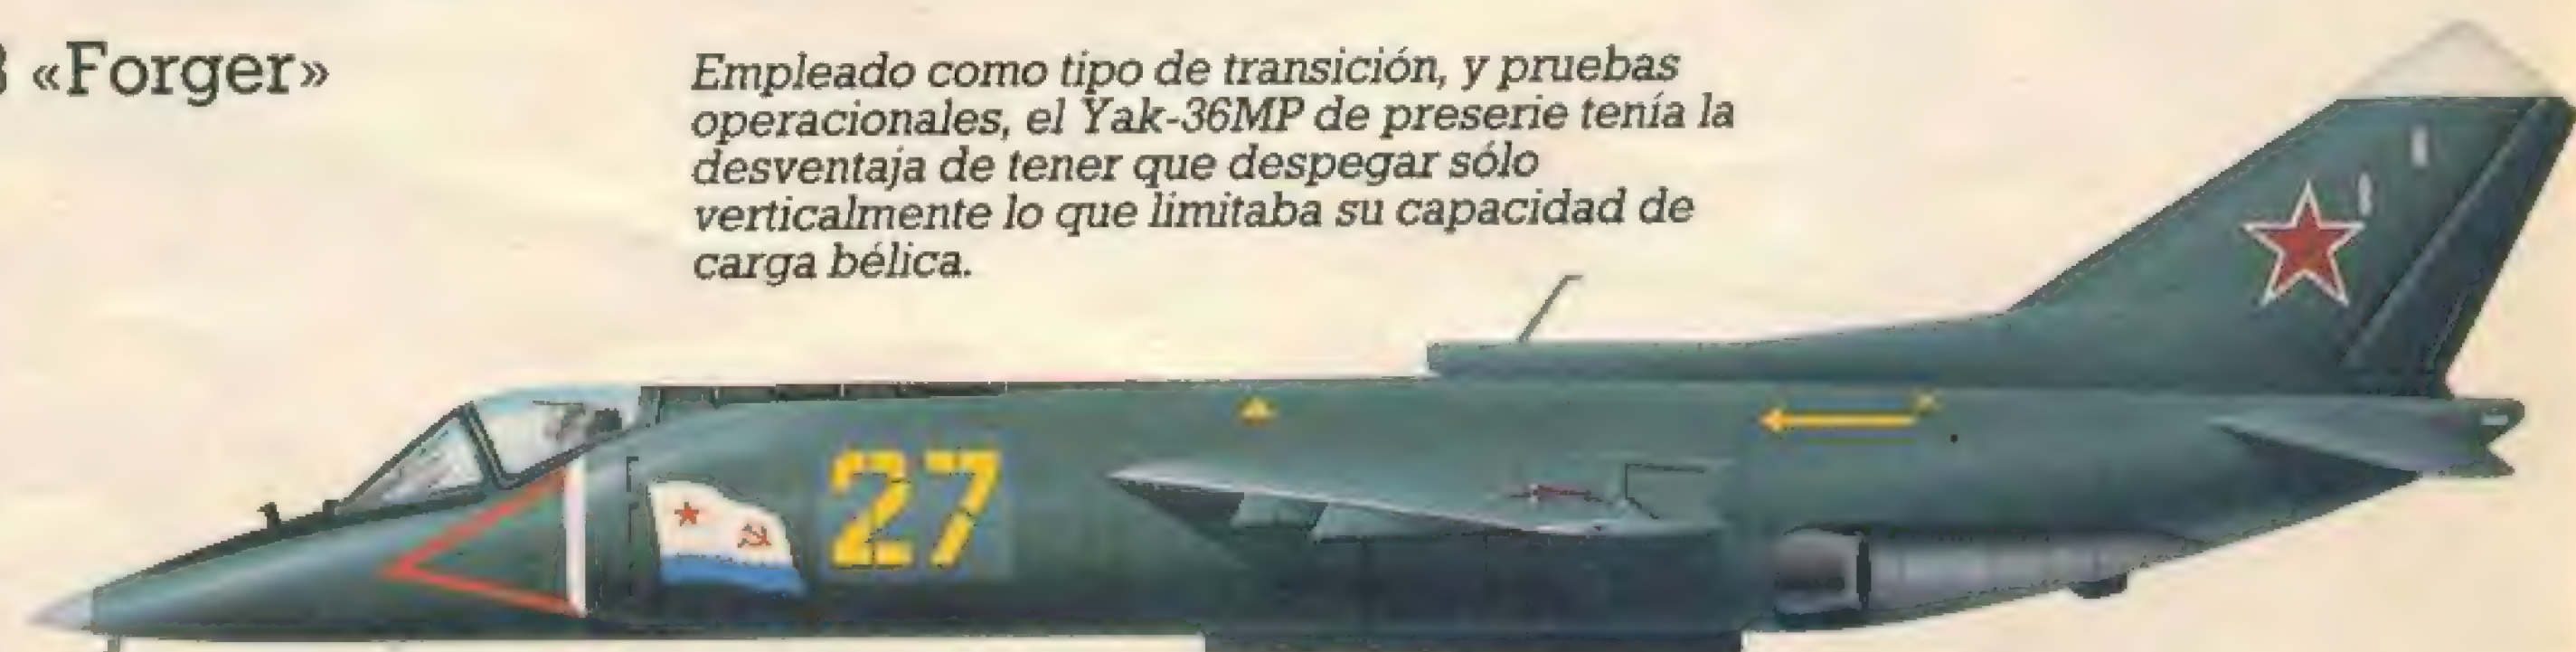 «Forger»
Empleado como tipo de transición, y pruebas
operacionales, el Yak-36MP de preserie tenía la
desventaja de tener que despegar sólo
verticalmente lo que limitaba su capacidad de
carga bélica.
27